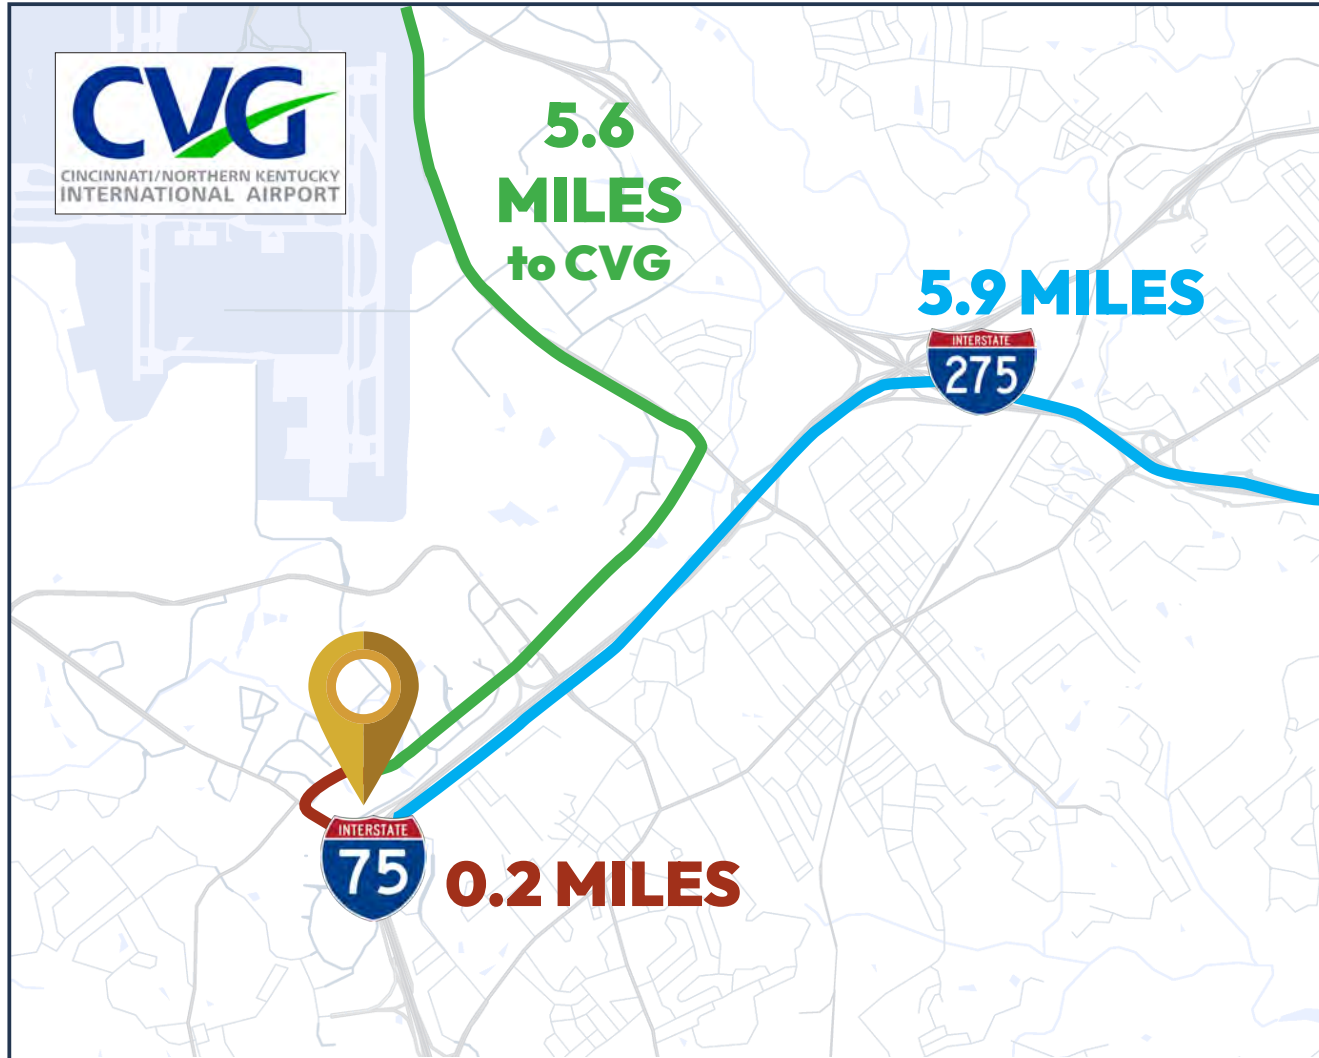 CVG
CINCINNATI/NORTHERN KENTUCKY
INTERNATIONAL AIRPORT
5.6
MILES
to CVG
5.9 MILES
INTERSTATE
275
INTERSTATE
75
0.2 MILES